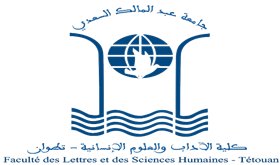 جامعة عبد المالك السعدي
كلية الآداب والعلوم الإنسانية - تطوان
Faculté des Lettres et des Sciences Humaines - Tétouan